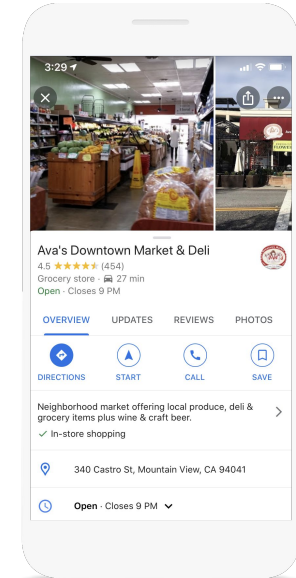 3:29
Ava's Downtown Market & Deli
4.5 (454)
Grocery store · 27 min
Open · Closes 9 PM
OVERVIEW UPDATES REVIEWS PHOTOS
DIRECTIONS START CALL SAVE
Neighborhood market offering local produce, deli &
grocery items plus wine & craft beer.
In-store shopping
340 Castro St, Mountain View, CA 94041
Open · Closes 9 PM